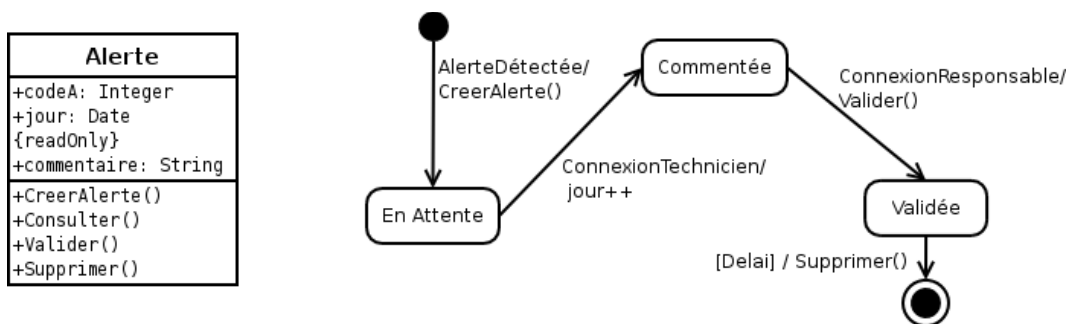 Alerte
+codeA: Integer
+jour: Date
{readOnly}
+commentaire: String
+CreerAlerte()
+Consulter()
+Valider()
+Supprimer()
AlerteDétectée/
CreerAlerte()
Commentée
ConnexionResponsable/
Valider()
ConnexionTechnicien/
jour++
En Attente
Validée
[Delai] / Supprimer()